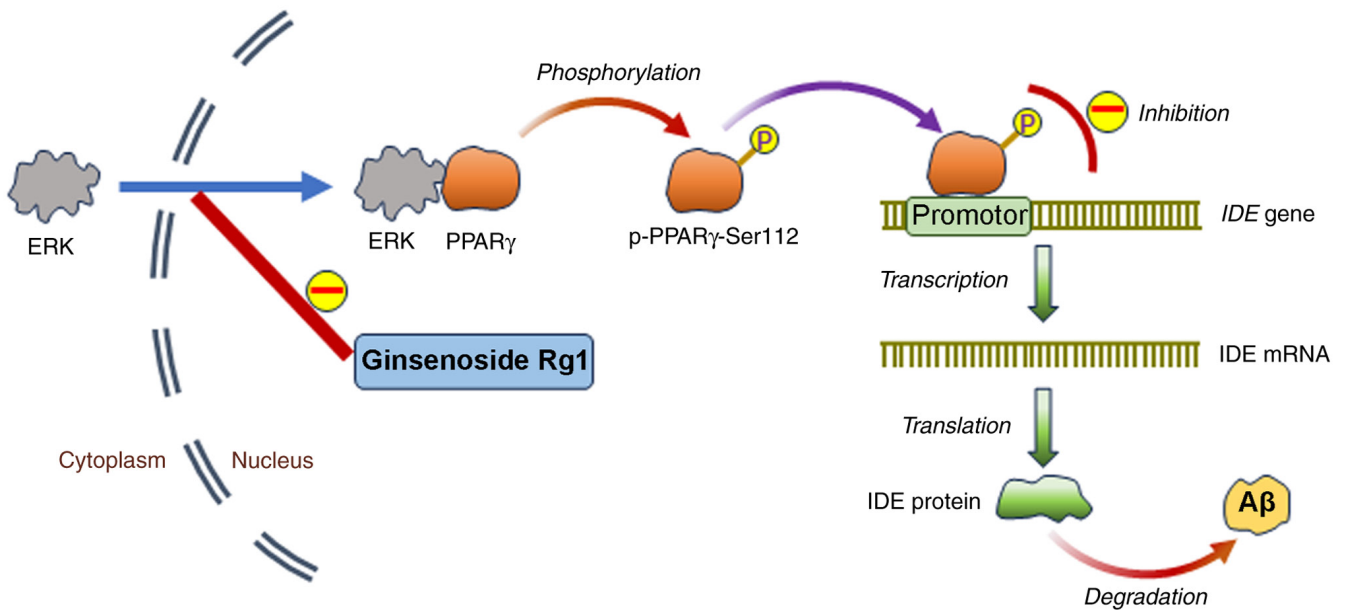 Phosphorylation
P
P
Inhibition
ERK
ERK
PPARγ
p-PPARγ-Ser112
Promotor
IDE gene
Transcription
Ginsenoside Rg1
IDE mRNA
Translation
Cytoplasm
Nucleus
IDE protein
Aβ
Degradation